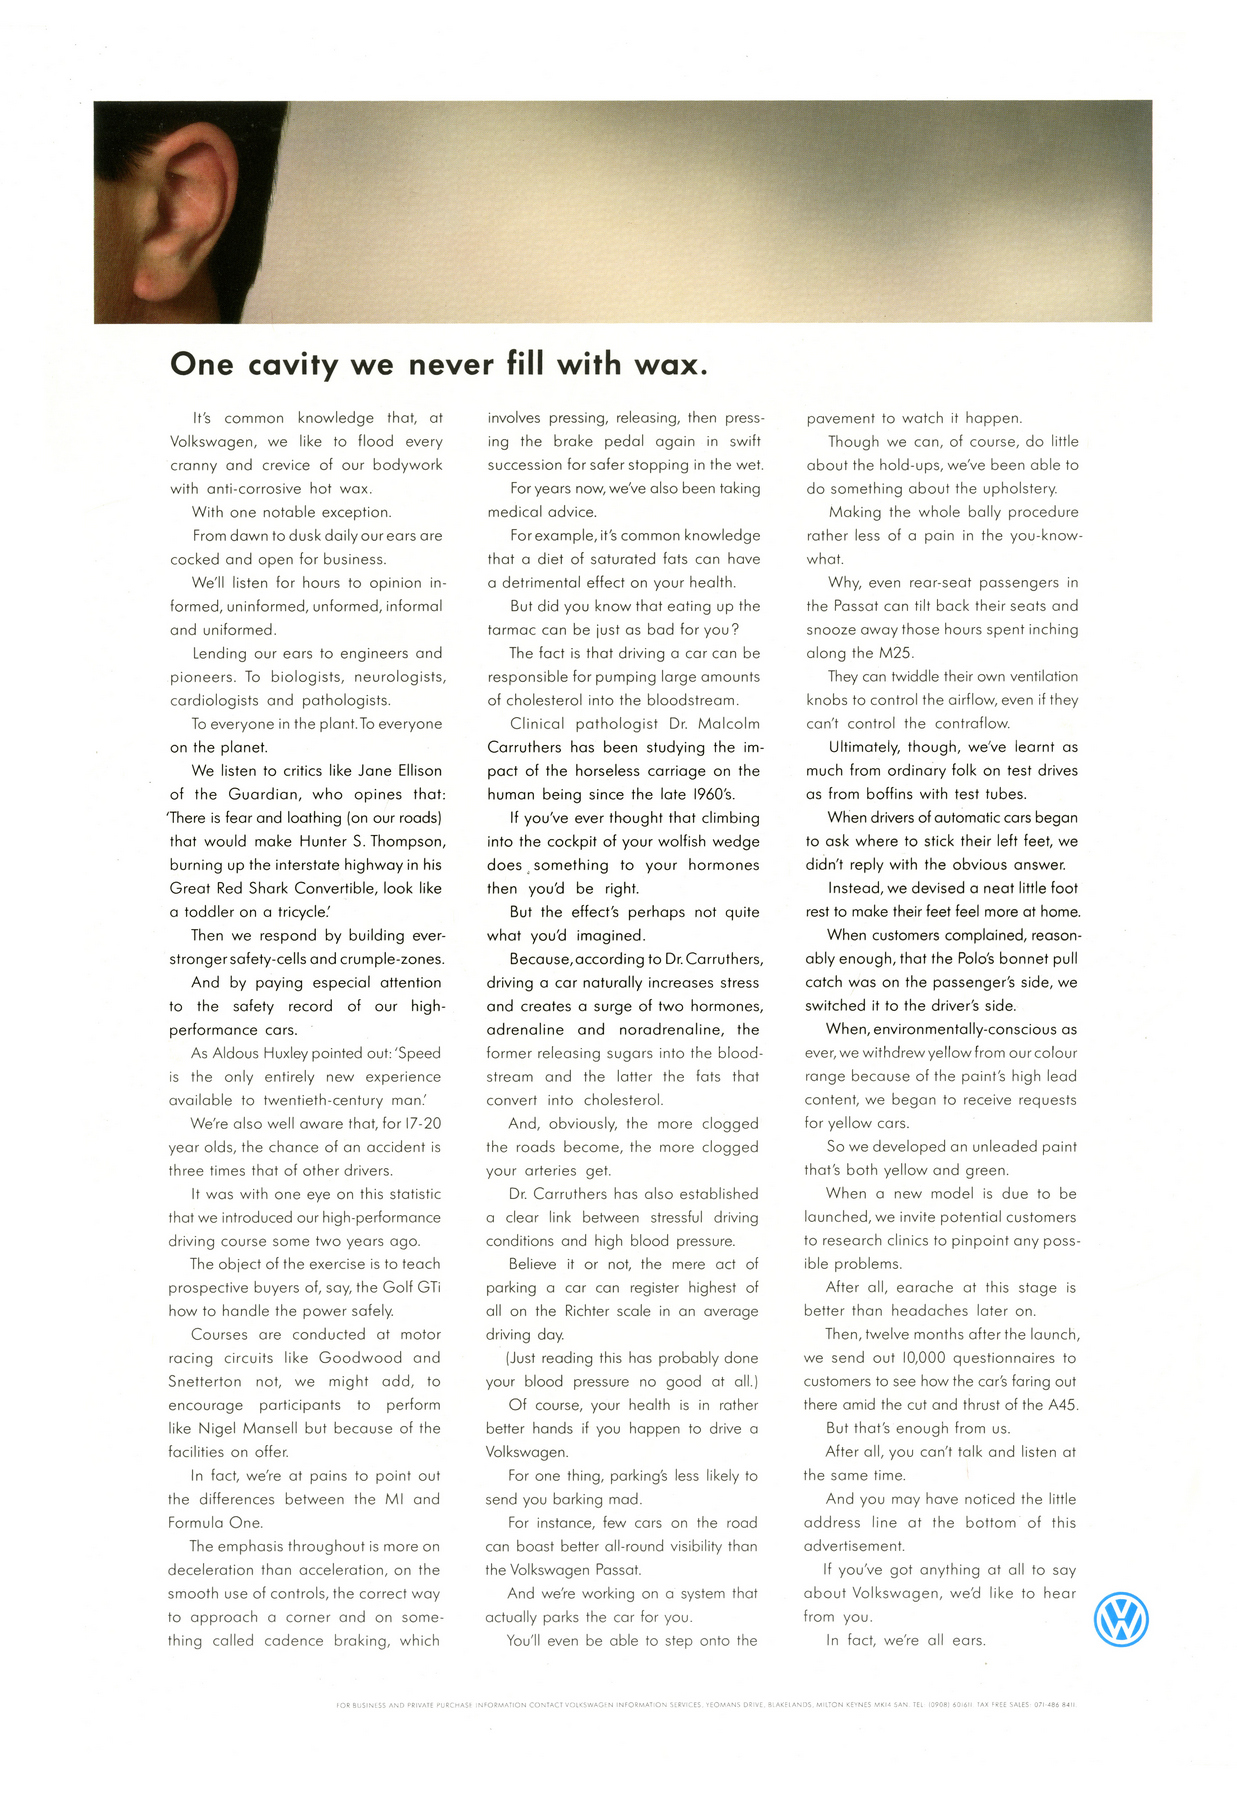 One cavity we never fill with wax.
It's common knowledge that, at
Volkswagen, we like to flood every
cranny and crevice of our bodywork
with anti-corrosive hot wax.
With one notable exception.
From dawn to dusk daily our ears are
cocked and open for business.
We'll listen for hours to opinion in-
formed, uninformed, unformed, informal
and uniformed.
Lending our ears to engineers and
pioneers. To biologists, neurologists,
cardiologists and pathologists.
To everyone in the plant. To everyone
on the planet.
We listen to critics like Jane Ellison
of the Guardian, who opines that:
'There is fear and loathing (on our roads)
that would make Hunter S. Thompson,
burning up the interstate highway in his
Great Red Shark Convertible, look like
a toddler on a tricycle.'
Then we respond by building ever-
stronger safety-cells and crumple-zones.
And by paying especial attention
to the safety record of our high-
performance cars.
As Aldous Huxley pointed out: 'Speed
is the only entirely new experience
available to twentieth-century man.'
We're also well aware that, for 17-20
year olds, the chance of an accident is
three times that of other drivers.
It was with one eye on this statistic
that we introduced our high-performance
driving course some two years ago.
The object of the exercise is to teach
prospective buyers of, say, the Golf GTi
how to handle the power safely.
Courses are conducted at motor
racing circuits like Goodwood and
Snetterton not, we might add, to
encourage participants to perform
like Nigel Mansell but because of the
facilities on offer.
In fact, we're at pains to point out
the differences between the M1 and
Formula One.
The emphasis throughout is more on
deceleration than acceleration, on the
smooth use of controls, the correct way
to approach a corner and on some-
thing called cadence braking, which
involves pressing, releasing, then press-
ing the brake pedal again in swift
succession for safer stopping in the wet.
For years now, we've also been taking
medical advice.
For example, it's common knowledge
that a diet of saturated fats can have
a detrimental effect on your health.
But did you know that eating up the
tarmac can be just as bad for you?
The fact is that driving a car can be
responsible for pumping large amounts
of cholesterol into the bloodstream.
Clinical pathologist Dr. Malcolm
Carruthers has been studying the im-
pact of the horseless carriage on the
human being since the late 1960's.
If you've ever thought that climbing
into the cockpit of your wolfish wedge
does something to your hormones
then you'd be right.
But the effect's perhaps not quite
what you'd imagined.
Because, according to Dr. Carruthers,
driving a car naturally increases stress
and creates a surge of two hormones,
adrenaline and noradrenaline, the
former releasing sugars into the blood-
stream and the latter the fats that
convert into cholesterol.
And, obviously, the more clogged
the roads become, the more clogged
your arteries get.
Dr. Carruthers has also established
a clear link between stressful driving
conditions and high blood pressure.
Believe it or not, the mere act of
parking a car can register highest of
all on the Richter scale in an average
driving day.
(Just reading this has probably done
your blood pressure no good at all.)
Of course, your health is in rather
better hands if you happen to drive a
Volkswagen.
For one thing, parking's less likely to
send you barking mad.
For instance, few cars on the road
can boast better all-round visibility than
the Volkswagen Passat.
And we're working on a system that
actually parks the car for you.
You'll even be able to step onto the
pavement to watch it happen.
Though we can, of course, do little
about the hold-ups, we've been able to
do something about the upholstery.
Making the whole bally procedure
rather less of a pain in the you-know-
what.
Why, even rear-seat passengers in
the Passat can tilt back their seats and
snooze away those hours spent inching
along the M25.
They can twiddle their own ventilation
knobs to control the airflow, even if they
can't control the contraflow.
Ultimately, though, we've learnt as
much from ordinary folk on test drives
as from boffins with test tubes.
When drivers of automatic cars began
to ask where to stick their left feet, we
didn't reply with the obvious answer.
Instead, we devised a neat little foot
rest to make their feet feel more at home.
When customers complained, reason-
ably enough, that the Polo's bonnet pull
catch was on the passenger's side, we
switched it to the driver's side.
When, environmentally-conscious as
ever, we withdrew yellow from our colour
range because of the paint's high lead
content, we began to receive requests
for yellow cars.
So we developed an unleaded paint
that's both yellow and green.
When a new model is due to be
launched, we invite potential customers
to research clinics to pinpoint any poss-
ible problems.
After all, earache at this stage is
better than headaches later on.
Then, twelve months after the launch,
we send out 10,000 questionnaires to
customers to see how the car's faring out
there amid the cut and thrust of the A45.
But that's enough from us.
After all, you can't talk and listen at
the same time.
And you may have noticed the little
address line at the bottom of this
advertisement.
If you've got anything at all to say
about Volkswagen, we'd like to hear
from you.
In fact, we're all ears.
FOR BUSINESS AND PRIVATE PURCHASE INFORMATION CONTACT VOLKSWAGEN INFORMATION SERVICES, YEOMANS DRIVE, BLAKELANDS, MILTON KEYNES MK14 5AN. TEL: (0908) 601611. TAX FREE SALES: 071-486 8411.